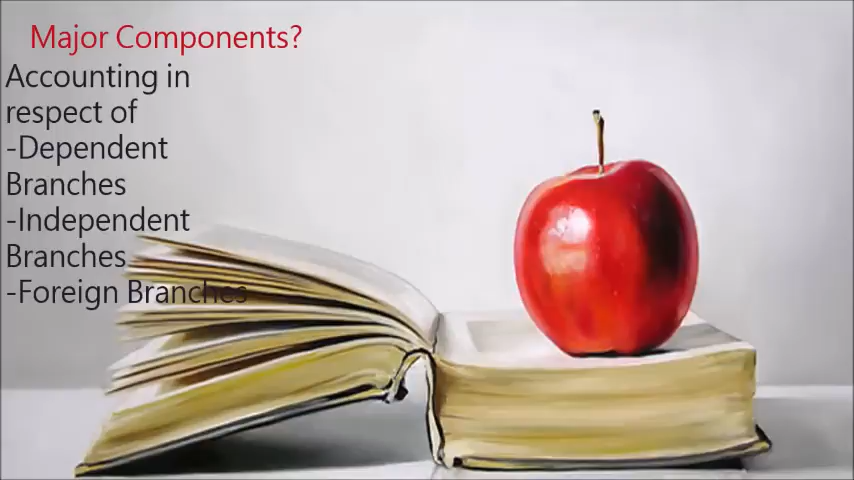 Major Components?
Accounting in
respect of
-Dependent
Branches
-Independent
Branches
-Foreign Branches